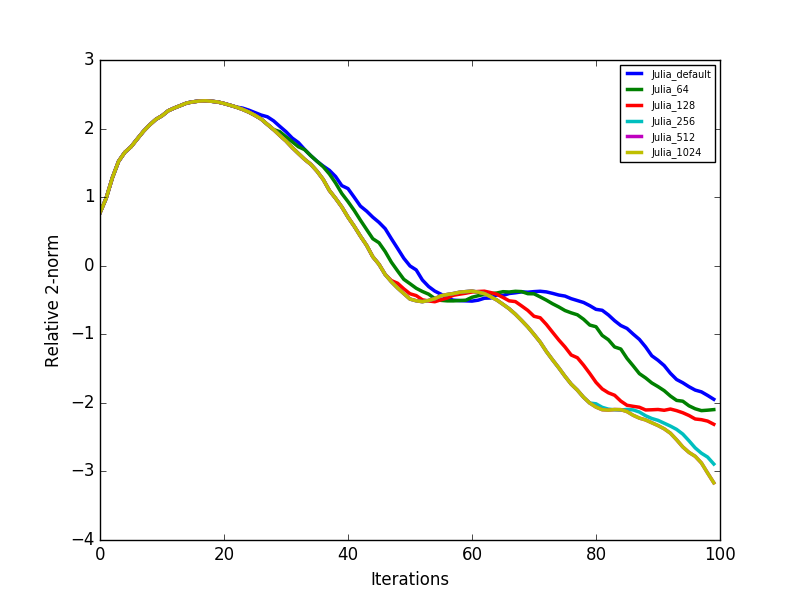 3
2
1
0
−1
−2
−3
−4
0 20 40 60 80 100
Relative 2-norm
Iterations
Julia_default
Julia_64
Julia_128
Julia_256
Julia_512
Julia_1024